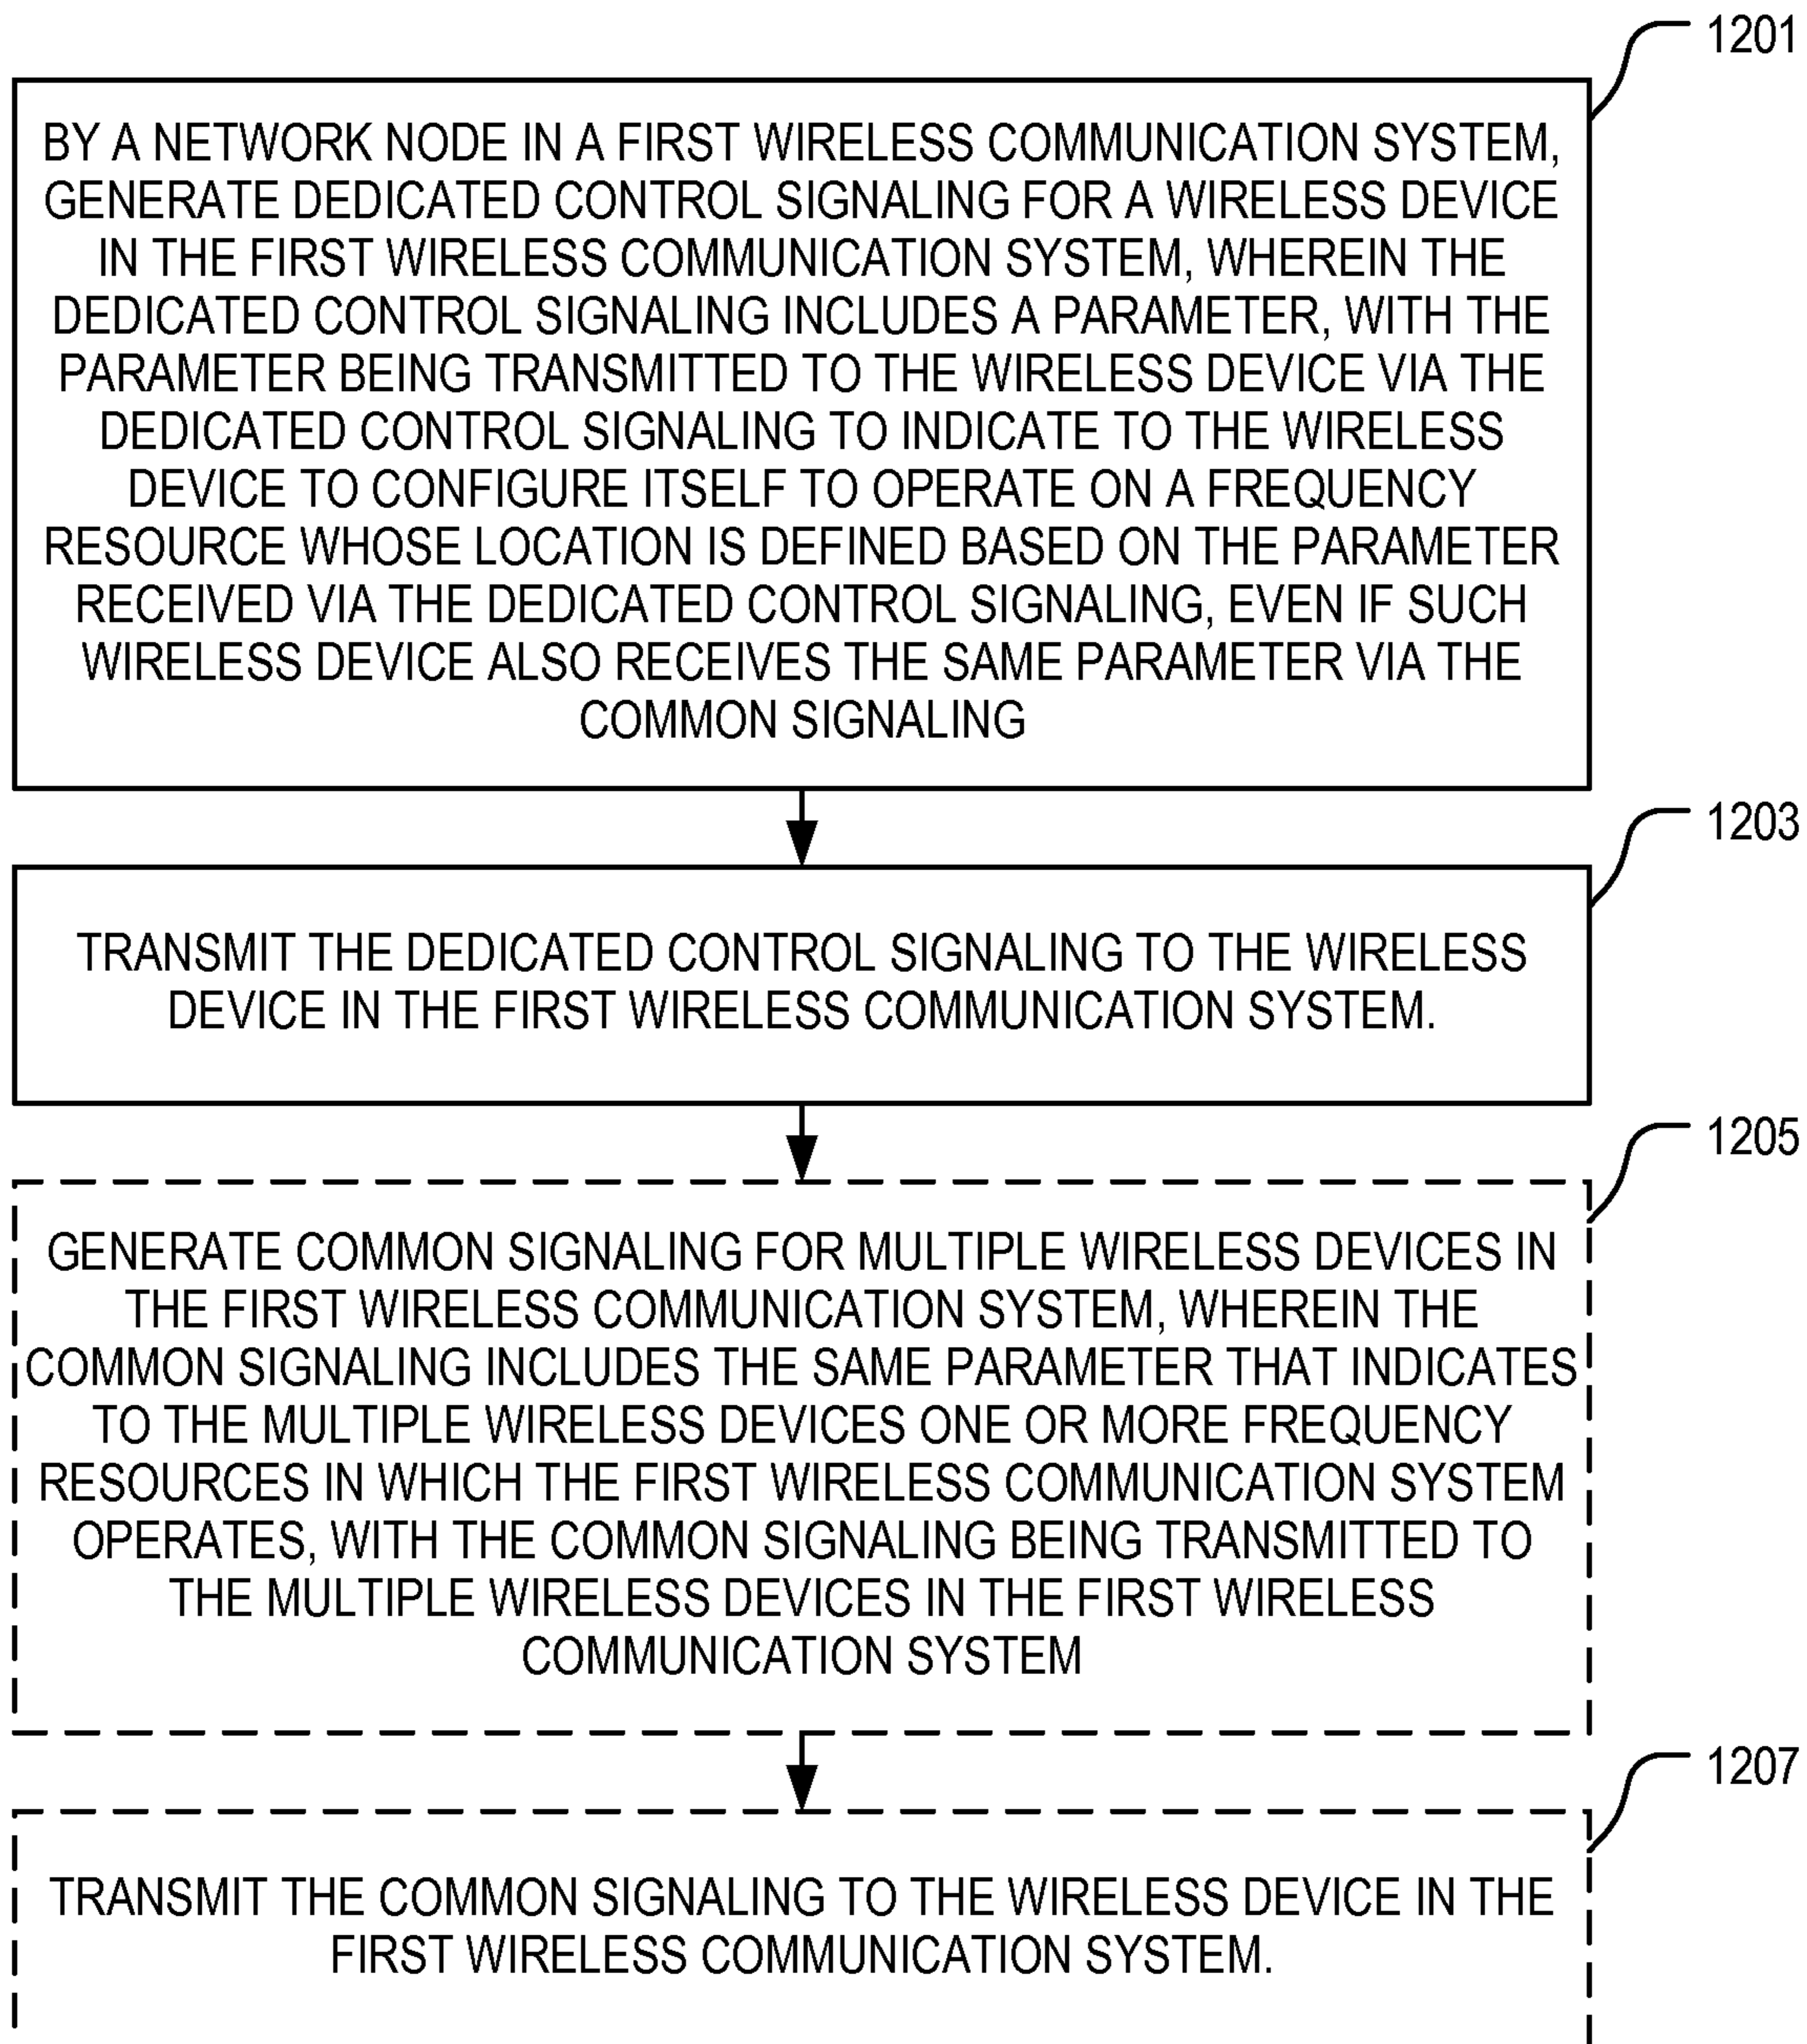 1201
BY A NETWORK NODE IN A FIRST WIRELESS COMMUNICATION SYSTEM,
GENERATE DEDICATED CONTROL SIGNALING FOR A WIRELESS DEVICE
IN THE FIRST WIRELESS COMMUNICATION SYSTEM, WHEREIN THE
DEDICATED CONTROL SIGNALING INCLUDES A PARAMETER, WITH THE
PARAMETER BEING TRANSMITTED TO THE WIRELESS DEVICE VIA THE
DEDICATED CONTROL SIGNALING TO INDICATE TO THE WIRELESS
DEVICE TO CONFIGURE ITSELF TO OPERATE ON A FREQUENCY
RESOURCE WHOSE LOCATION IS DEFINED BASED ON THE PARAMETER
RECEIVED VIA THE DEDICATED CONTROL SIGNALING, EVEN IF SUCH
WIRELESS DEVICE ALSO RECEIVES THE SAME PARAMETER VIA THE
COMMON SIGNALING
1203
TRANSMIT THE DEDICATED CONTROL SIGNALING TO THE WIRELESS
DEVICE IN THE FIRST WIRELESS COMMUNICATION SYSTEM.
1205
GENERATE COMMON SIGNALING FOR MULTIPLE WIRELESS DEVICES IN
THE FIRST WIRELESS COMMUNICATION SYSTEM, WHEREIN THE
COMMON SIGNALING INCLUDES THE SAME PARAMETER THAT INDICATES
TO THE MULTIPLE WIRELESS DEVICES ONE OR MORE FREQUENCY
RESOURCES IN WHICH THE FIRST WIRELESS COMMUNICATION SYSTEM
OPERATES, WITH THE COMMON SIGNALING BEING TRANSMITTED TO
THE MULTIPLE WIRELESS DEVICES IN THE FIRST WIRELESS
COMMUNICATION SYSTEM
1207
TRANSMIT THE COMMON SIGNALING TO THE WIRELESS DEVICE IN THE
FIRST WIRELESS COMMUNICATION SYSTEM.